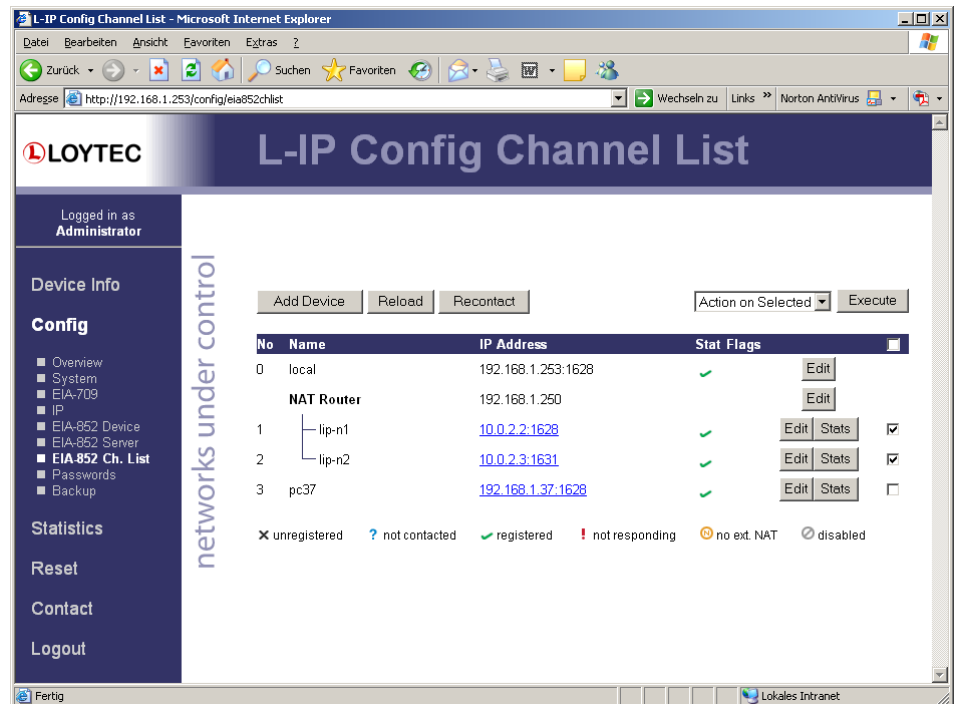 L-IP Config Channel List - Microsoft Internet Explorer
Datei Bearbeiten Ansicht Favoriten Extras ?
Zurück Suchen Favoriten
Adresse http://192.168.1.253/config/eia852chlist Wechseln zu Links » Norton AntiVirus
LOYTEC
L-IP Config Channel List
Logged in as
Administrator
Device Info
Config
Overview
System
EIA-709
IP
EIA-852 Device
EIA-852 Server
EIA-852 Ch. List
Passwords
Backup
Statistics
Reset
Contact
Logout
networks under control
Add Device Reload Recontact Action on Selected Execute
No Name IP Address Stat Flags
0 local 192.168.1.253:1628 Edit
NAT Router 192.168.1.250 Edit
1 lip-n1 10.0.2.2:1628 Edit Stats
2 lip-n2 10.0.2.3:1631 Edit Stats
3 pc37 192.168.1.37:1628 Edit Stats
unregistered ? not contacted registered ! not responding N no ext. NAT disabled
Fertig Lokales Intranet